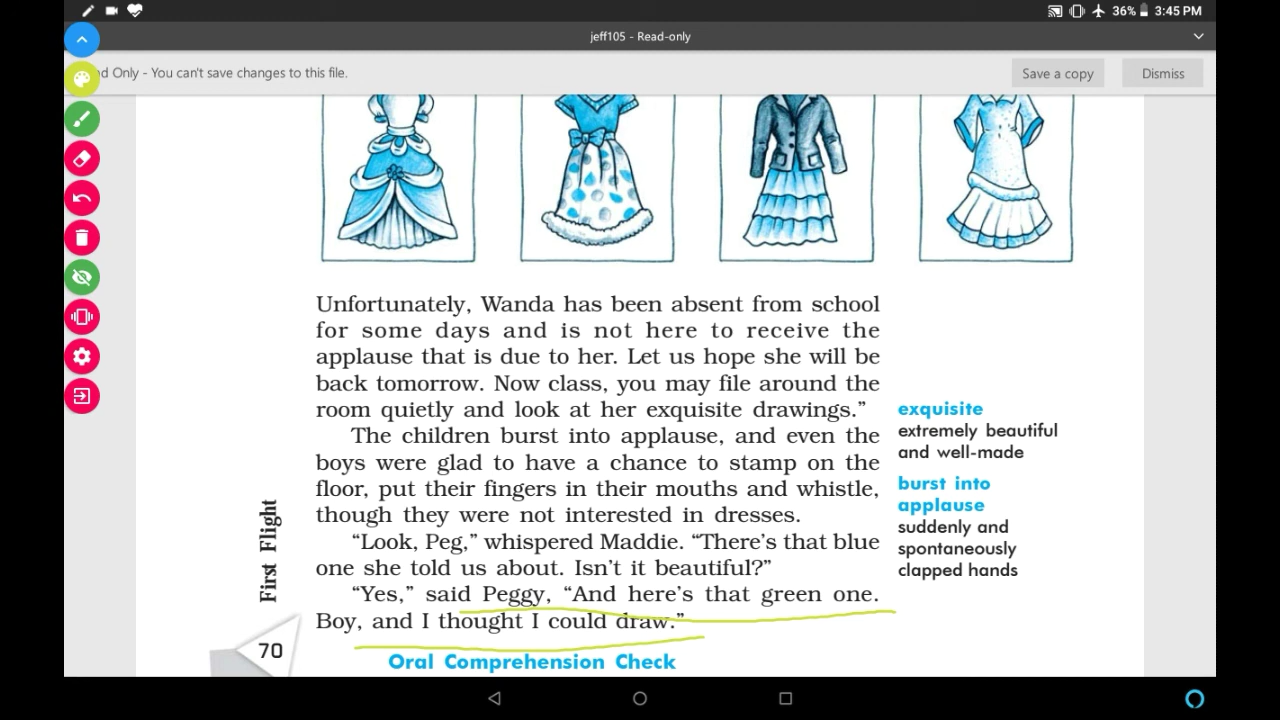 36% 3:45 PM
jeff105 - Read-only
d Only - You can't save changes to this file.
Save a copy
Dismiss
Unfortunately, Wanda has been absent from school
for some days and is not here to receive the
applause that is due to her. Let us hope she will be
back tomorrow. Now class, you may file around the
room quietly and look at her exquisite drawings.”
The children burst into applause, and even the
boys were glad to have a chance to stamp on the
floor, put their fingers in their mouths and whistle,
though they were not interested in dresses.
“Look, Peg,” whispered Maddie. “There’s that blue
one she told us about. Isn’t it beautiful?”
“Yes,” said Peggy, “And here’s that green one.
Boy, and I thought I could draw.”
exquisite
extremely beautiful
and well-made
burst into
applause
suddenly and
spontaneously
clapped hands
First Flight
70
Oral Comprehension Check